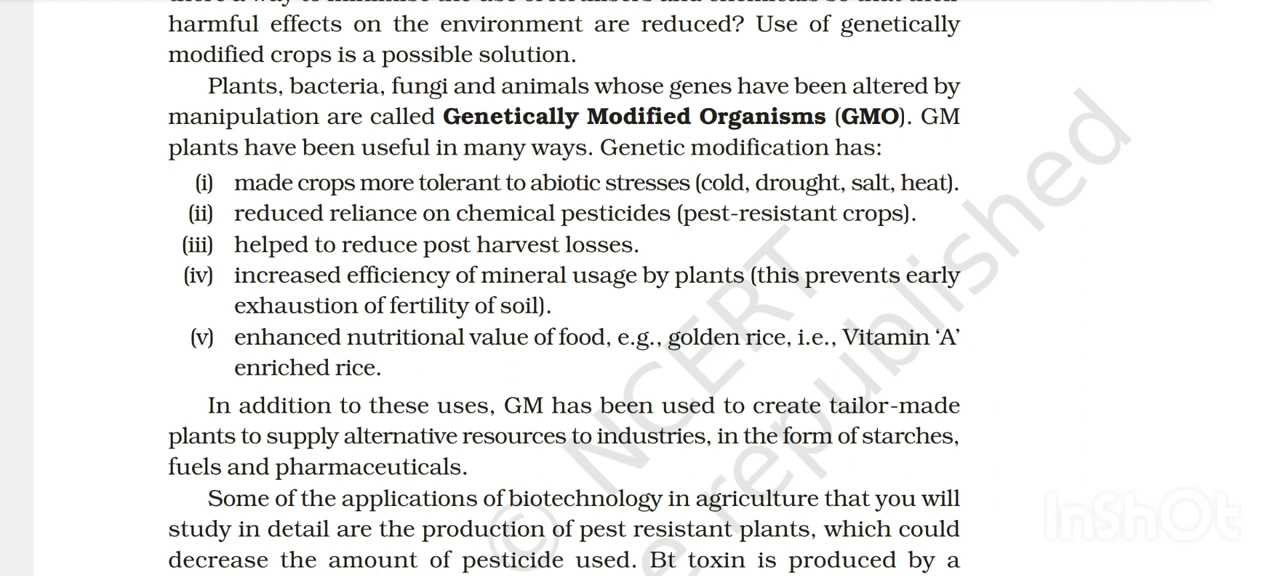 harmful effects on the environment are reduced? Use of genetically
modified crops is a possible solution.
Plants, bacteria, fungi and animals whose genes have been altered by
manipulation are called Genetically Modified Organisms (GMO). GM
plants have been useful in many ways. Genetic modification has:
(i) made crops more tolerant to abiotic stresses (cold, drought, salt, heat).
(ii) reduced reliance on chemical pesticides (pest-resistant crops).
(iii) helped to reduce post harvest losses.
(iv) increased efficiency of mineral usage by plants (this prevents early
exhaustion of fertility of soil).
(v) enhanced nutritional value of food, e.g., golden rice, i.e., Vitamin ‘A’
enriched rice.
In addition to these uses, GM has been used to create tailor-made
plants to supply alternative resources to industries, in the form of starches,
fuels and pharmaceuticals.
Some of the applications of biotechnology in agriculture that you will
study in detail are the production of pest resistant plants, which could
decrease the amount of pesticide used. Bt toxin is produced by a
© NCERT
republished
InShOt